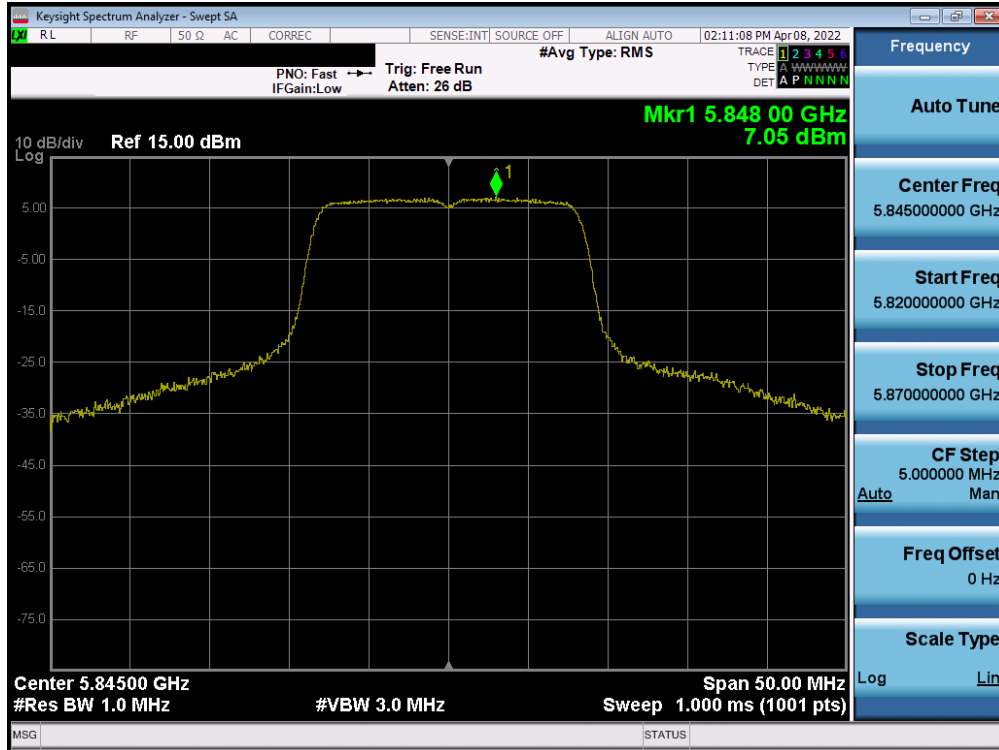 Keysight Spectrum Analyzer - Swept SA
LXI RL RF 50 Ω AC CORREC SENSE:INT SOURCE OFF ALIGN AUTO 02:11:08 PM Apr 08, 2022
#Avg Type: RMS
TRACE 1 2 3 4 5 6
TYPE A WWWWW
DET A P N N N N
PNO: Fast
IFGain:Low
Trig: Free Run
Atten: 26 dB
Mkr1 5.848 00 GHz
7.05 dBm
10 dB/div
Log
Ref 15.00 dBm
1
5.00
-5.00
-15.0
-25.0
-35.0
-45.0
-55.0
-65.0
-75.0
Center 5.84500 GHz
Span 50.00 MHz
#Res BW 1.0 MHz
#VBW 3.0 MHz
Sweep 1.000 ms (1001 pts)
MSG
STATUS
Frequency
Auto Tune
Center Freq
5.845000000 GHz
Start Freq
5.820000000 GHz
Stop Freq
5.870000000 GHz
CF Step
5.000000 MHz
Auto Man
Freq Offset
0 Hz
Scale Type
Log Lin